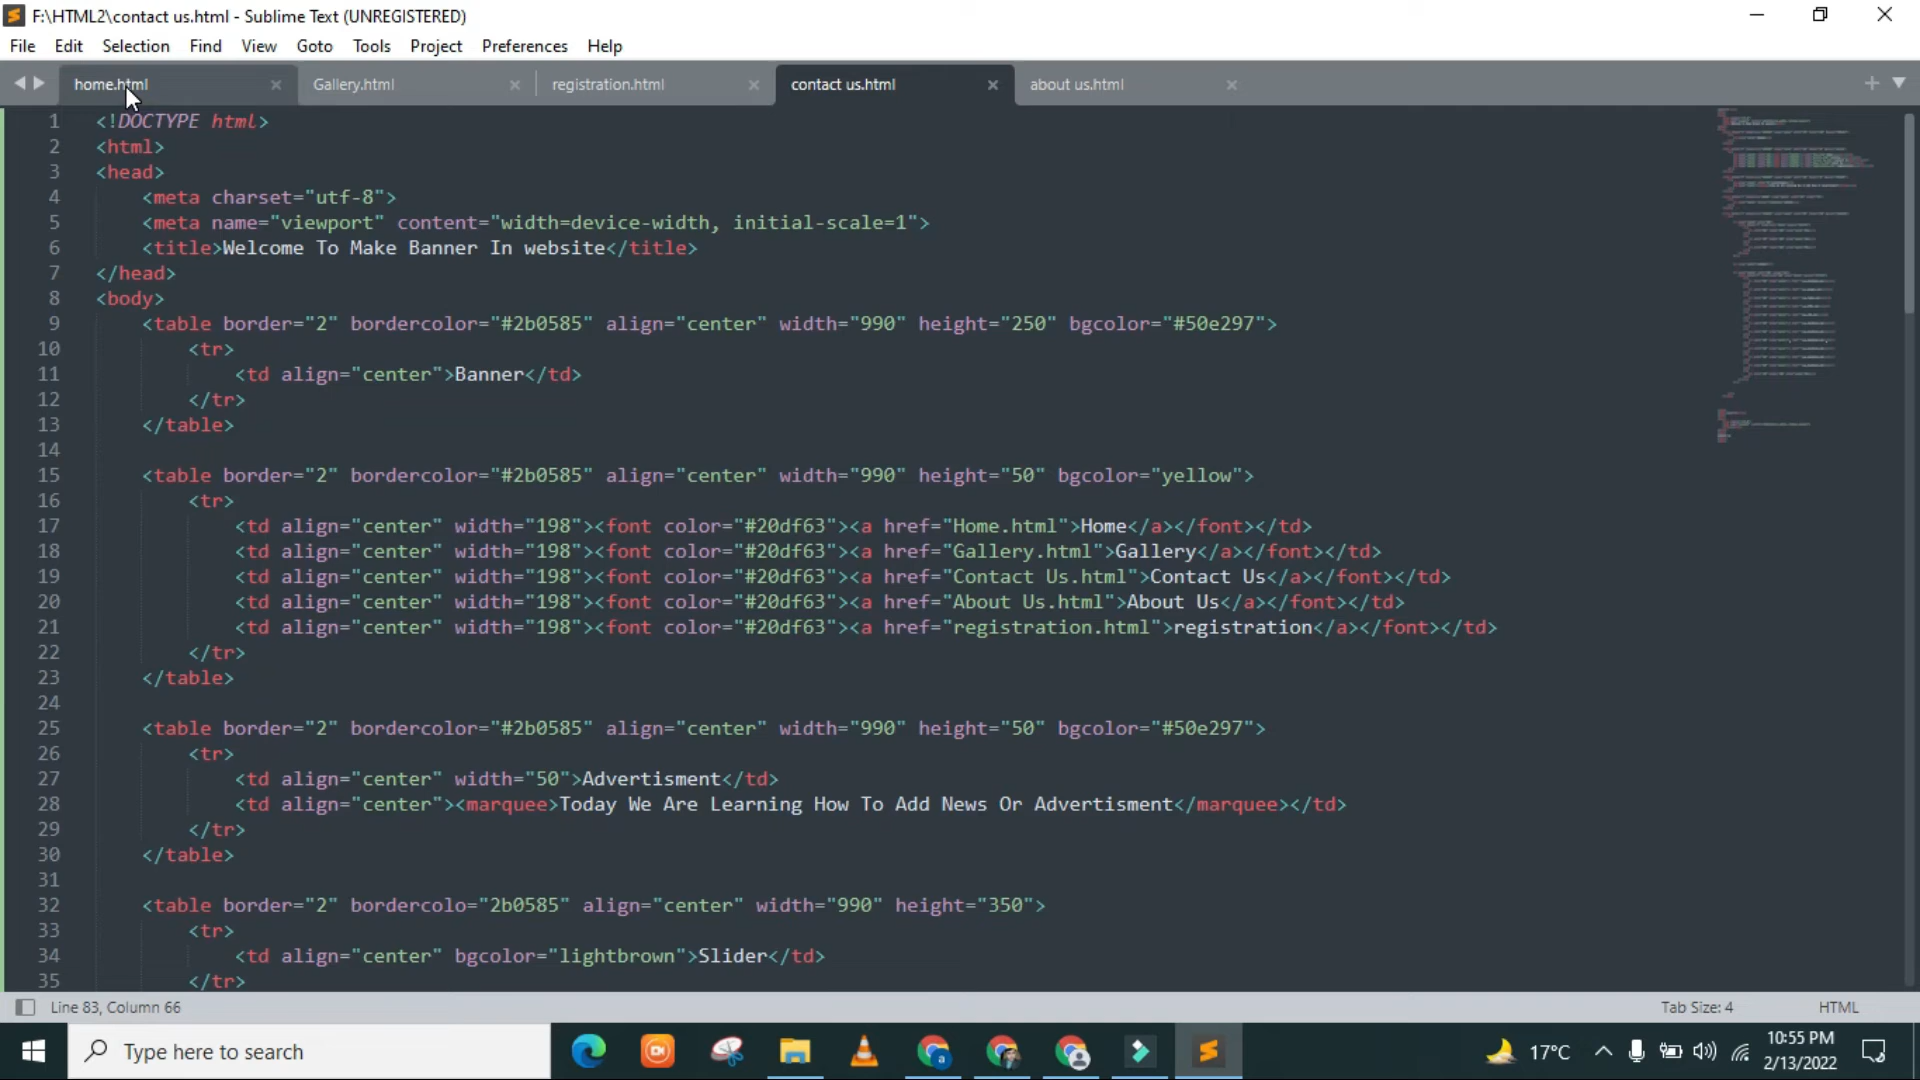 F:\HTML2\contact us.html - Sublime Text (UNREGISTERED)
File Edit Selection Find View Goto Tools Project Preferences Help
home.html Gallery.html registration.html contact us.html about us.html
1 <!DOCTYPE html>
2 <html>
3 <head>
4 <meta charset="utf-8">
5 <meta name="viewport" content="width=device-width, initial-scale=1">
6 <title>Welcome To Make Banner In website</title>
7 </head>
8 <body>
9 <table border="2" bordercolor="#2b0585" align="center" width="990" height="250" bgcolor="#50e297">
10 <tr>
11 <td align="center">Banner</td>
12 </tr>
13 </table>
14
15 <table border="2" bordercolor="#2b0585" align="center" width="990" height="50" bgcolor="yellow">
16 <tr>
17 <td align="center" width="198"><font color="#20df63"><a href="Home.html">Home</a></font></td>
18 <td align="center" width="198"><font color="#20df63"><a href="Gallery.html">Gallery</a></font></td>
19 <td align="center" width="198"><font color="#20df63"><a href="Contact Us.html">Contact Us</a></font></td>
20 <td align="center" width="198"><font color="#20df63"><a href="About Us.html">About Us</a></font></td>
21 <td align="center" width="198"><font color="#20df63"><a href="registration.html">registration</a></font></td>
22 </tr>
23 </table>
24
25 <table border="2" bordercolor="#2b0585" align="center" width="990" height="50" bgcolor="#50e297">
26 <tr>
27 <td align="center" width="50">Advertisment</td>
28 <td align="center"><marquee>Today We Are Learning How To Add News Or Advertisment</marquee></td>
29 </tr>
30 </table>
31
32 <table border="2" bordercolo="2b0585" align="center" width="990" height="350">
33 <tr>
34 <td align="center" bgcolor="lightbrown">Slider</td>
35 </tr>
Line 83, Column 66 Tab Size: 4 HTML
Type here to search 17°C 10:55 PM
2/13/2022